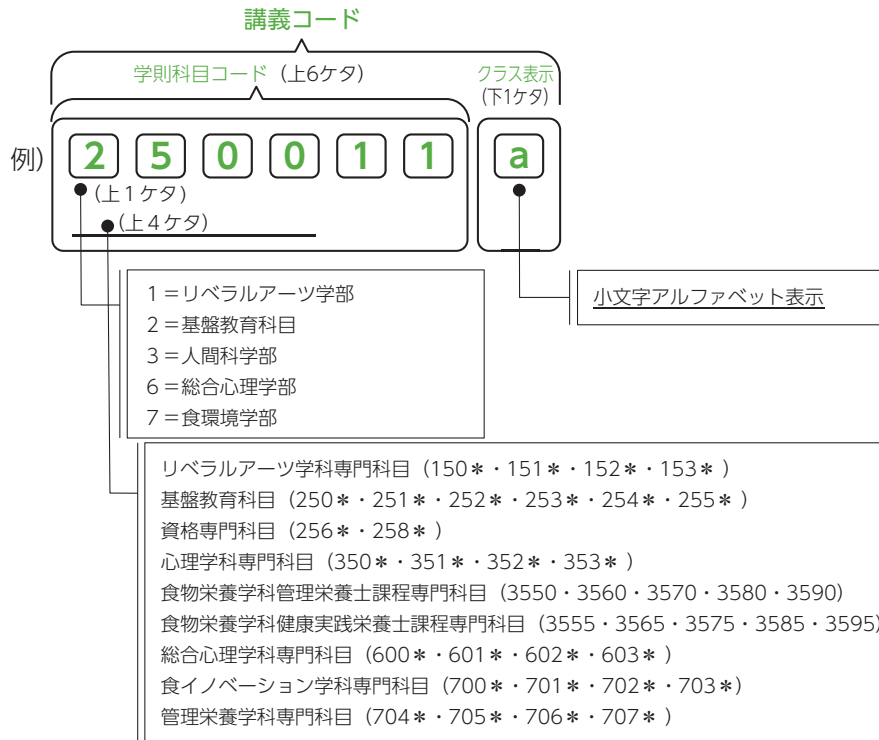 講義コード
学則科目コード（上6ケタ）
クラス表示
（下1ケタ）
例）
2 5 0 0 1 1 a
（上1ケタ）
（上4ケタ）
1＝リベラルアーツ学部
2＝基盤教育科目
3＝人間科学部
6＝総合心理学部
7＝食環境学部
小文字アルファベット表示
リベラルアーツ学科専門科目（150＊・151＊・152＊・153＊）
基盤教育科目（250＊・251＊・252＊・253＊・254＊・255＊）
資格専門科目（256＊・258＊）
心理学科専門科目（350＊・351＊・352＊・353＊）
食物栄養学科管理栄養士課程専門科目（3550・3560・3570・3580・3590）
食物栄養学科健康実践栄養士課程専門科目（3555・3565・3575・3585・3595）
総合心理学科専門科目（600＊・601＊・602＊・603＊）
食イノベーション学科専門科目（700＊・701＊・702＊・703＊）
管理栄養学科専門科目（704＊・705＊・706＊・707＊）